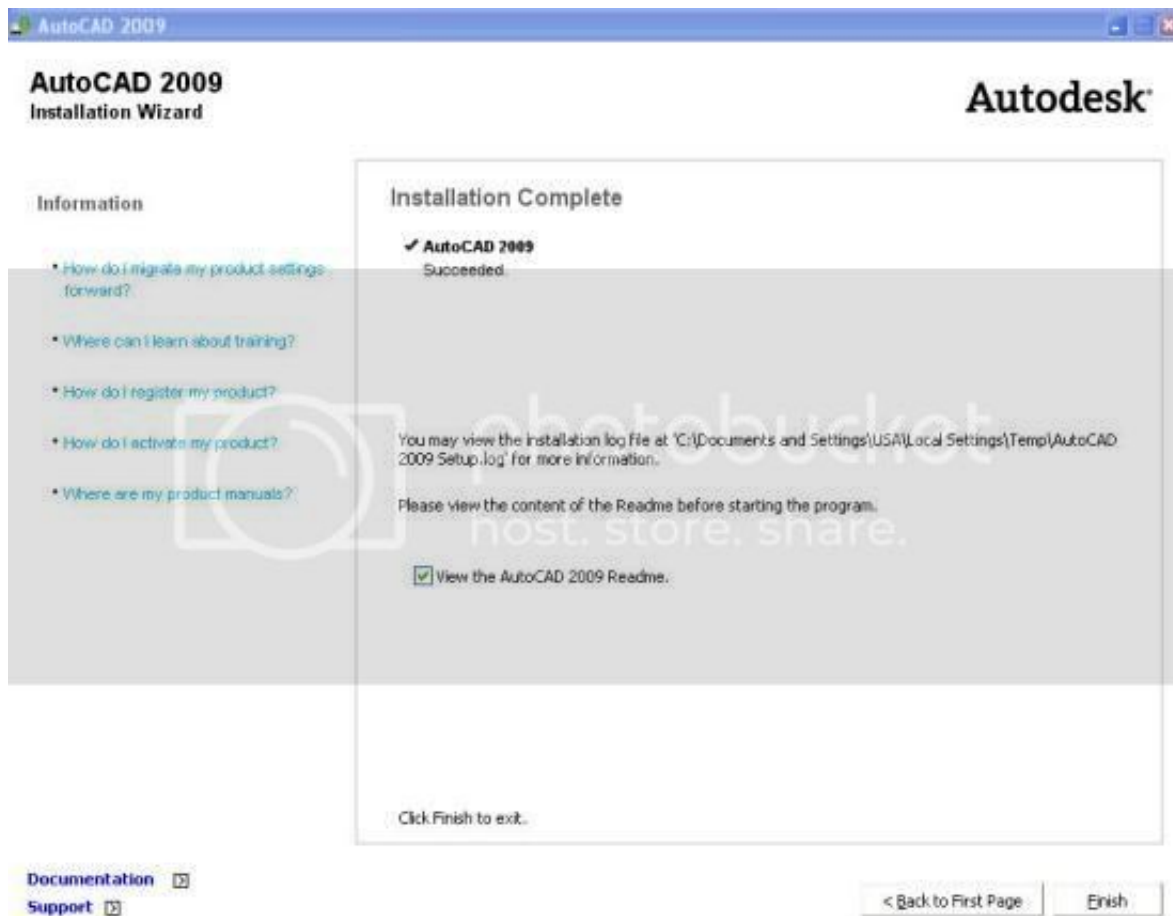 AutoCAD 2009
AutoCAD 2009
Installation Wizard
Autodesk
Information
• How do I migrate my product settings
forward?
• Where can I learn about training?
• How do I register my product?
• How do I activate my product?
• Where are my product manuals?
Installation Complete
✓ AutoCAD 2009
Succeeded.
You may view the installation log file at 'C:\Documents and Settings\USA\Local Settings\Temp\AutoCAD
2009 Setup.log' for more information.
Please view the content of the Readme before starting the program.
View the AutoCAD 2009 Readme.
Click Finish to exit.
photobucket
host. store. share.
Documentation
Support
< Back to First Page
Finish